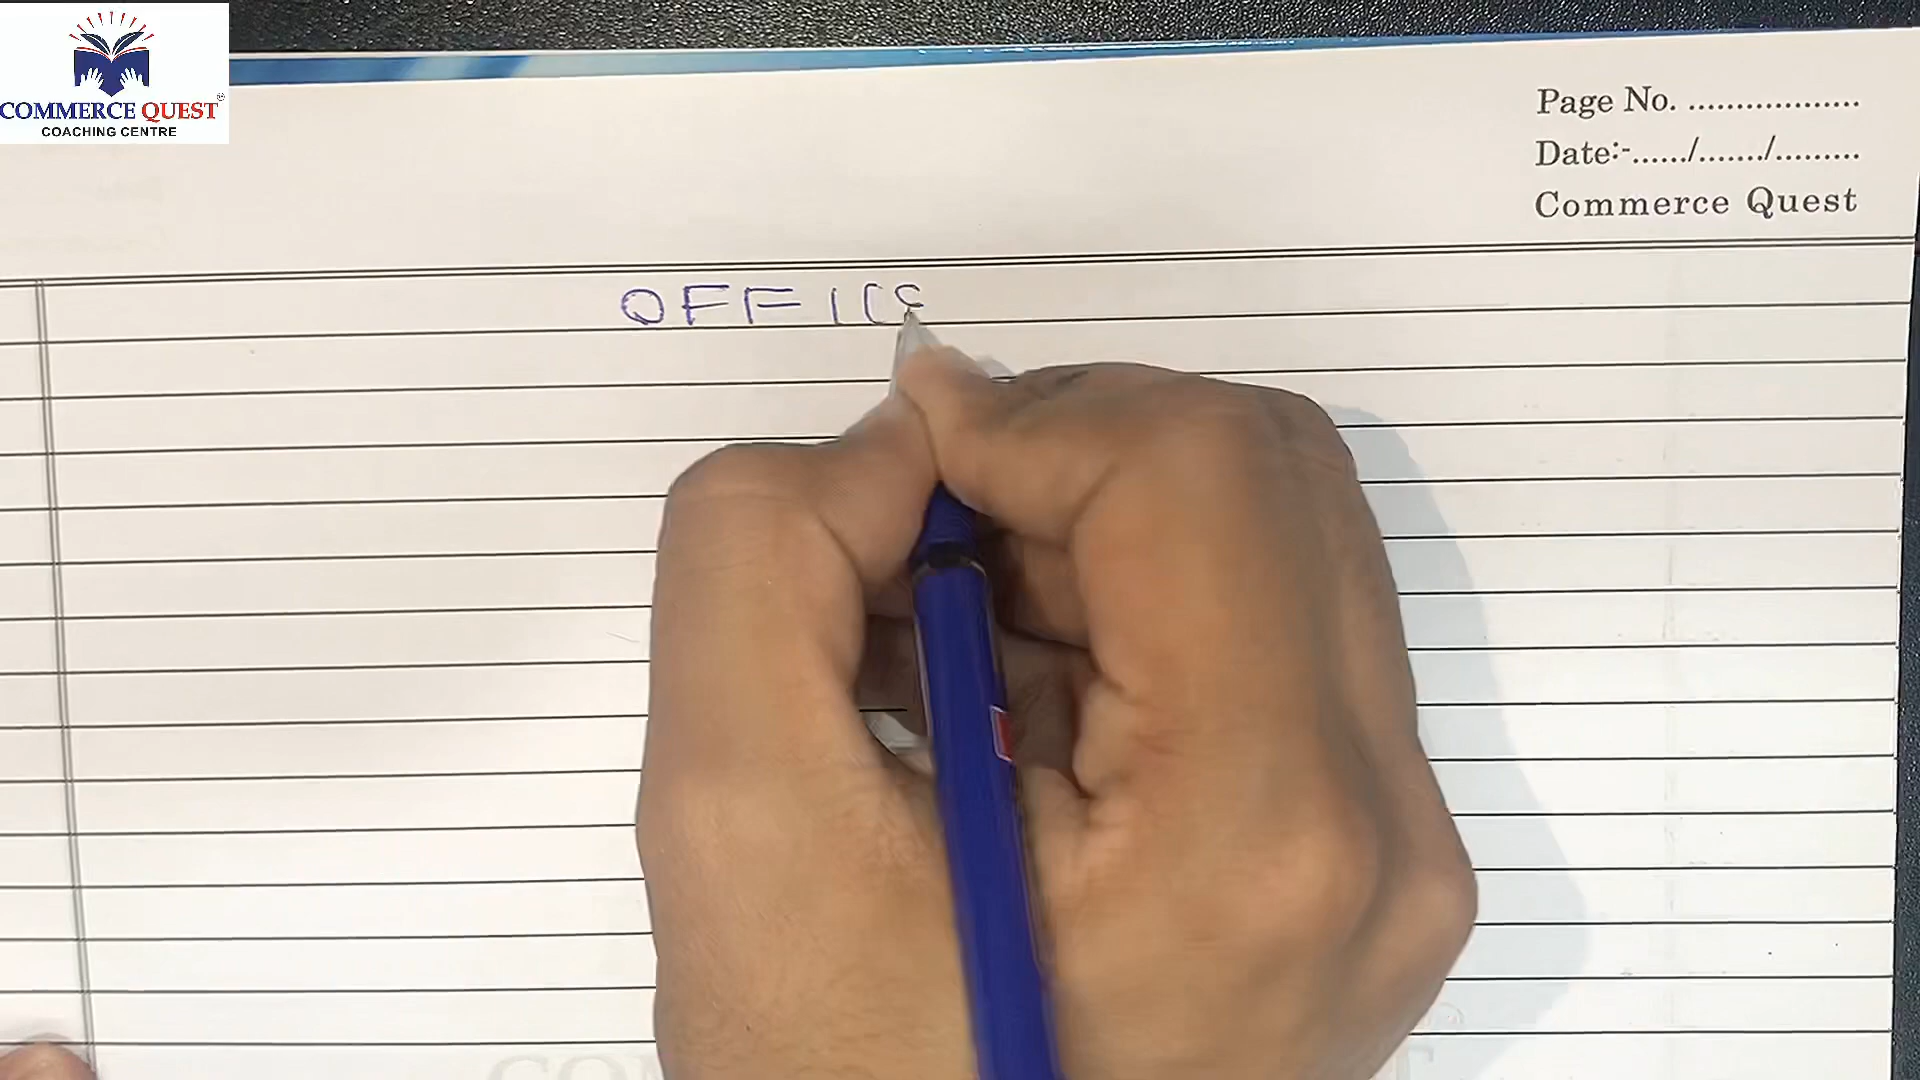 COMMERCE QUEST
COACHING CENTRE
Page No. ..................
Date:-....../......./.........
Commerce Quest
OFFICE